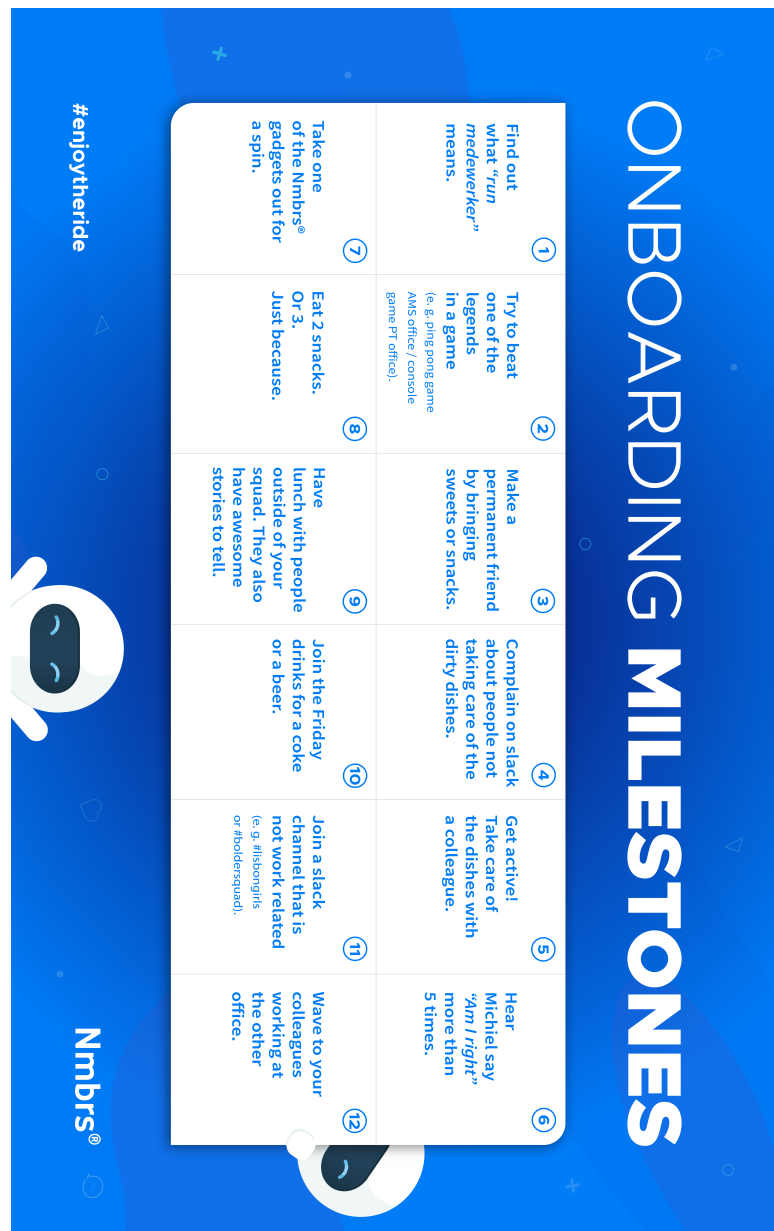 ONBOARDING MILESTONES
1
Find out
what “run
medewerker”
means.
2
Try to beat
one of the
legends
in a game
(e. g. ping pong game
AMS office / console
game PT office).
3
Make a
permanent friend
by bringing
sweets or snacks.
4
Complain on slack
about people not
taking care of the
dirty dishes.
5
Get active!
Take care of
the dishes with
a colleague.
6
Hear
Michiel say
“Am I right”
more than
5 times.
7
Take one
of the Nmbrs®
gadgets out for
a spin.
8
Eat 2 snacks.
Or 3.
Just because.
9
Have
lunch with people
outside of your
squad. They also
have awesome
stories to tell.
10
Join the Friday
drinks for a coke
or a beer.
11
Join a slack
channel that is
not work related
(e. g. #lisbongirls
or #boldersquad).
12
Wave to your
colleagues
working at
the other
office.
#enjoytheride
Nmbrs®